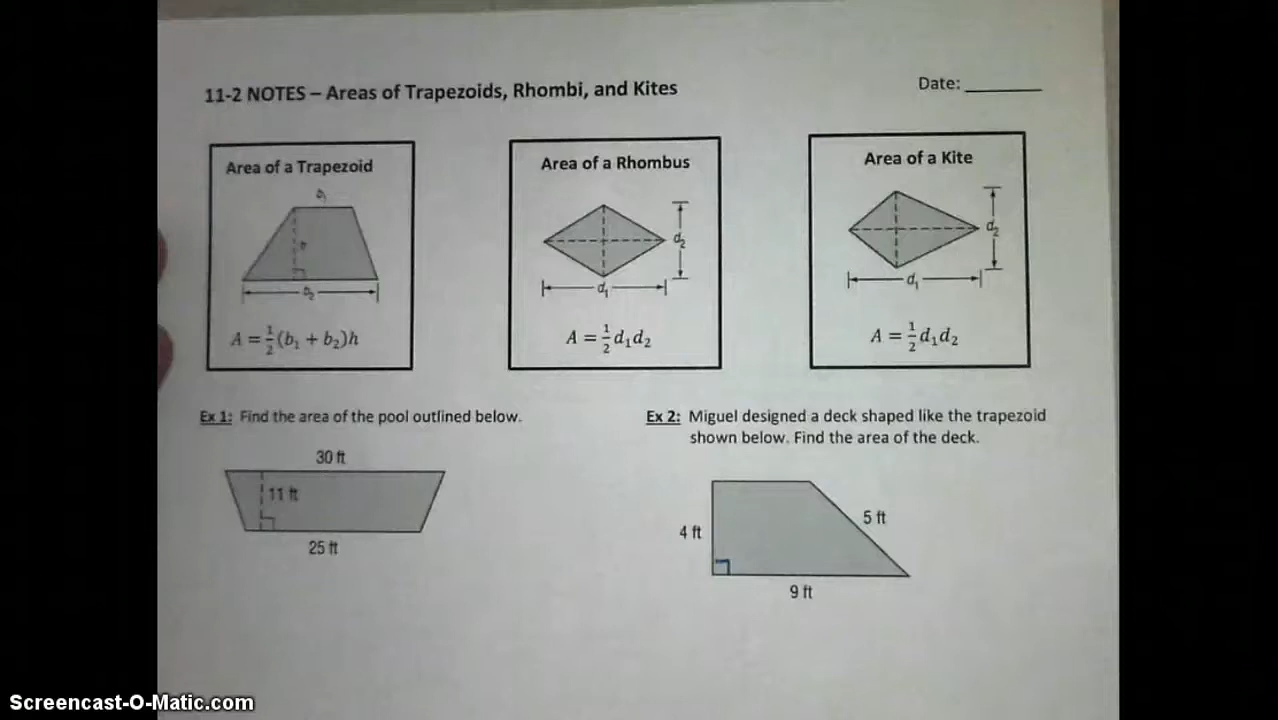 11-2 NOTES – Areas of Trapezoids, Rhombi, and Kites
Date: ________
Area of a Trapezoid
b₂
A = ½(b₁ + b₂)h
Area of a Rhombus
d₂
d₁
A = ½d₁d₂
Area of a Kite
d₂
d₁
A = ½d₁d₂
Ex 1: Find the area of the pool outlined below.
30 ft
11 ft
25 ft
Ex 2: Miguel designed a deck shaped like the trapezoid
shown below. Find the area of the deck.
4 ft
5 ft
9 ft
Screencast-O-Matic.com